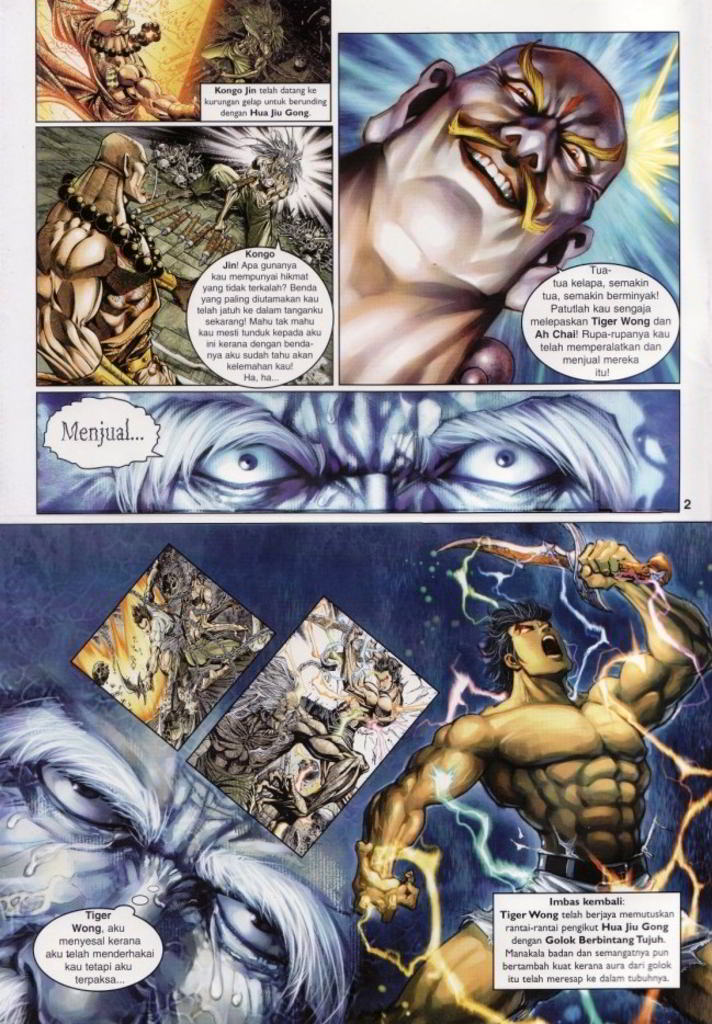 Kongo Jin telah datang ke
kurungan gelap untuk berunding
dengan Hua Jiu Gong.
Kongo
Jin! Apa gunanya
kau mempunyai hikmat
yang tidak terkalah? Benda
yang paling diutamakan kau
telah jatuh ke dalam tanganku
sekarang! Mahu tak mahu
kau mesti tunduk kepada aku
ini kerana dengan benda-
nya aku sudah tahu akan
kelemahan kau!
Ha, ha...
Tua-
tua kelapa, semakin
tua, semakin berminyak!
Patutlah kau sengaja
melepaskan Tiger Wong dan
Ah Chai! Rupa-rupanya kau
telah memperalatkan dan
menjual mereka
itu!
Menjual...
2
Tiger
Wong, aku
menyesal kerana
aku telah menderhakai
kau tetapi aku
terpaksa...
Imbas kembali:
Tiger Wong telah berjaya memutuskan
rantai-rantai pengikut Hua Jiu Gong
dengan Golok Berbintang Tujuh.
Manakala badan dan semangatnya pun
bertambah kuat kerana aura dari golok
itu telah meresap ke dalam tubuhnya.